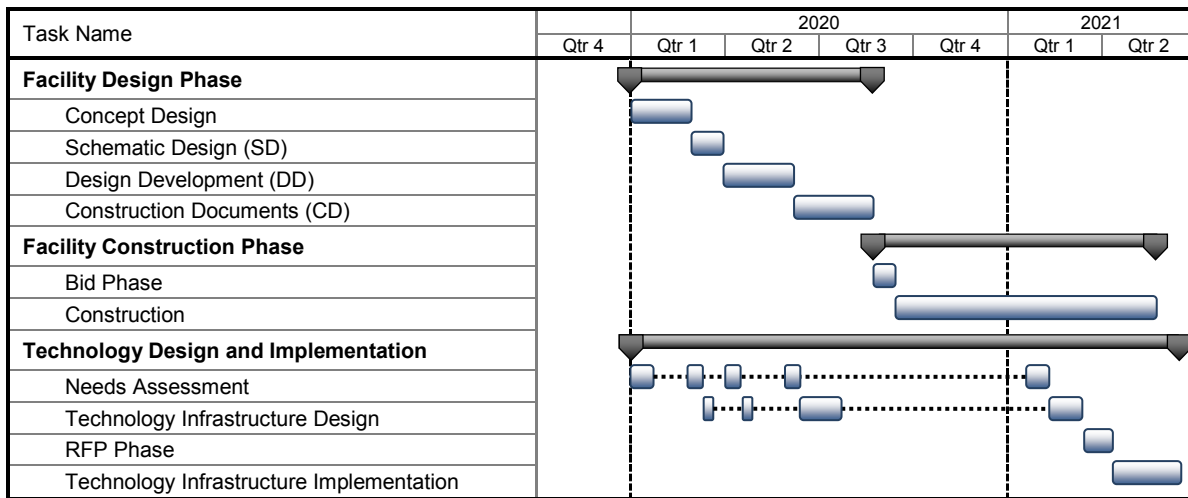 Task Name
2020
2021
Qtr 4
Qtr 1
Qtr 2
Qtr 3
Qtr 4
Qtr 1
Qtr 2
Facility Design Phase
Concept Design
Schematic Design (SD)
Design Development (DD)
Construction Documents (CD)
Facility Construction Phase
Bid Phase
Construction
Technology Design and Implementation
Needs Assessment
Technology Infrastructure Design
RFP Phase
Technology Infrastructure Implementation